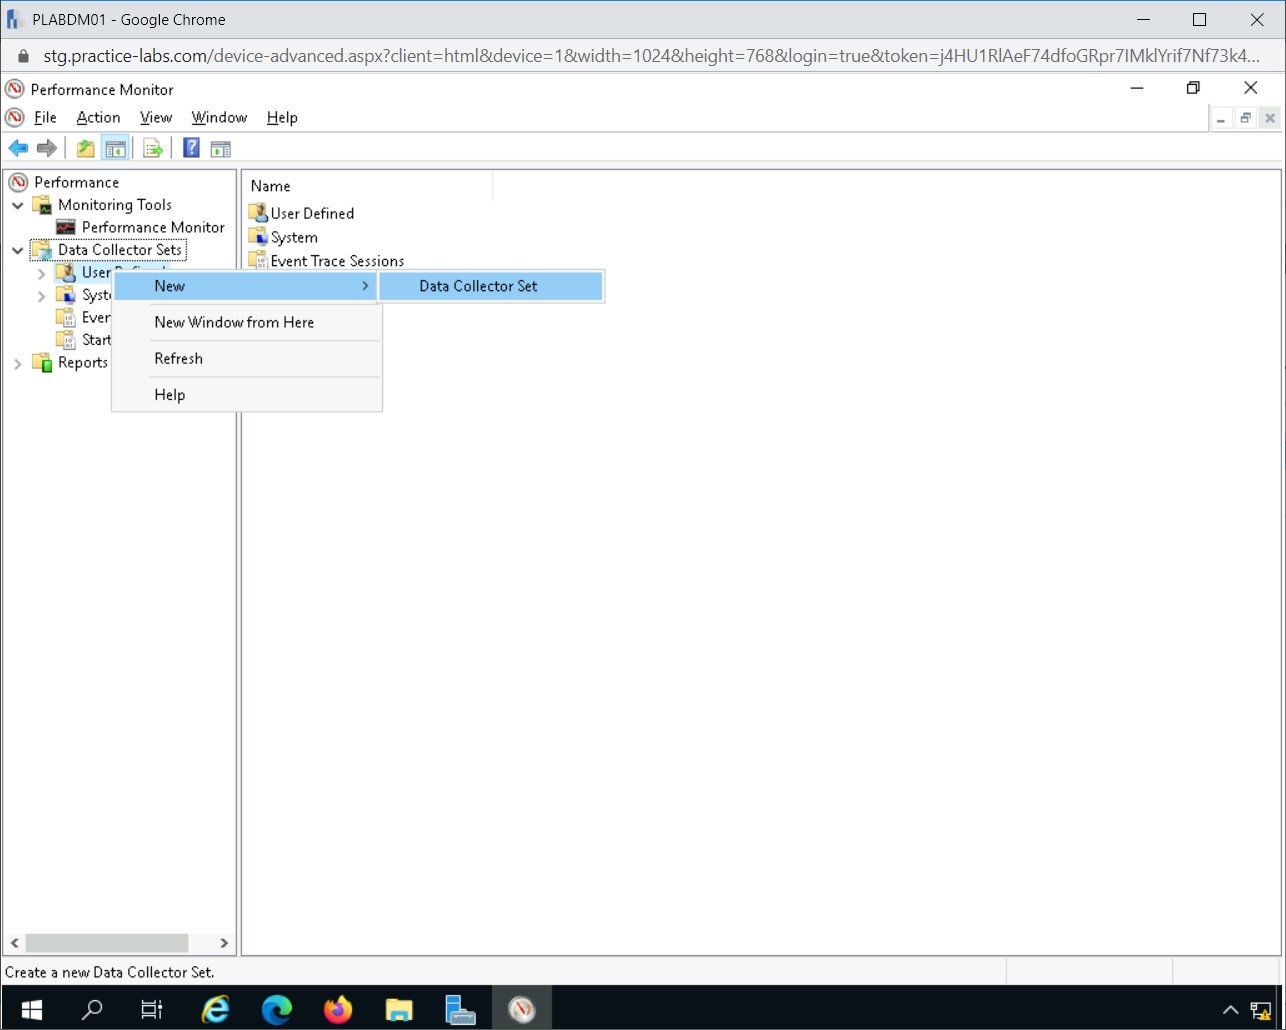 PLABDM01 - Google Chrome
stg.practice-labs.com/device-advanced.aspx?client=html&device=1&width=1024&height=768&login=true&token=j4HU1RlAeF74dfoGRpr7IMklYrif7Nf73k4...
Performance Monitor
File Action View Window Help
Performance
Monitoring Tools
Performance Monitor
Data Collector Sets
User Defined
Syst
Even
Start
Reports
Name
User Defined
System
Event Trace Sessions
New
Data Collector Set
New Window from Here
Refresh
Help
Create a new Data Collector Set.